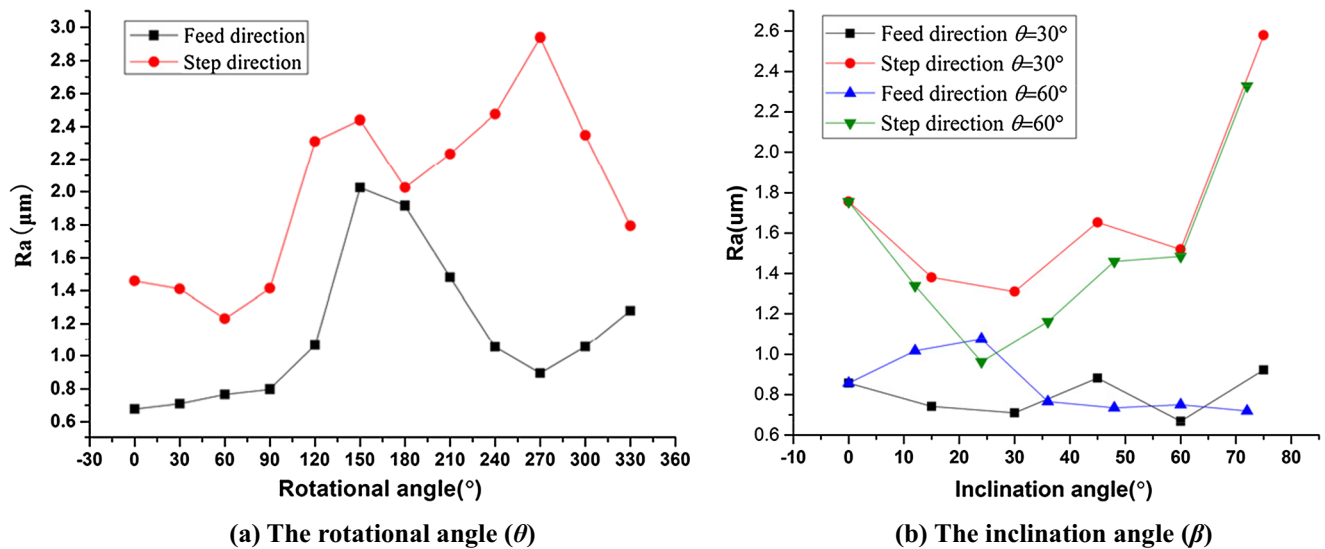 3.0
2.8
2.6
2.4
2.2
2.0
1.8
1.6
1.4
1.2
1.0
0.8
0.6
Ra (μm)
Feed direction
Step direction
-30 0 30 60 90 120 150 180 210 240 270 300 330 360
Rotational angle(°)
(a) The rotational angle (θ)
2.6
2.4
2.2
2.0
1.8
1.6
1.4
1.2
1.0
0.8
0.6
Ra(um)
Feed direction θ=30°
Step direction θ=30°
Feed direction θ=60°
Step direction θ=60°
-10 0 10 20 30 40 50 60 70 80
Inclination angle(°)
(b) The inclination angle (β)